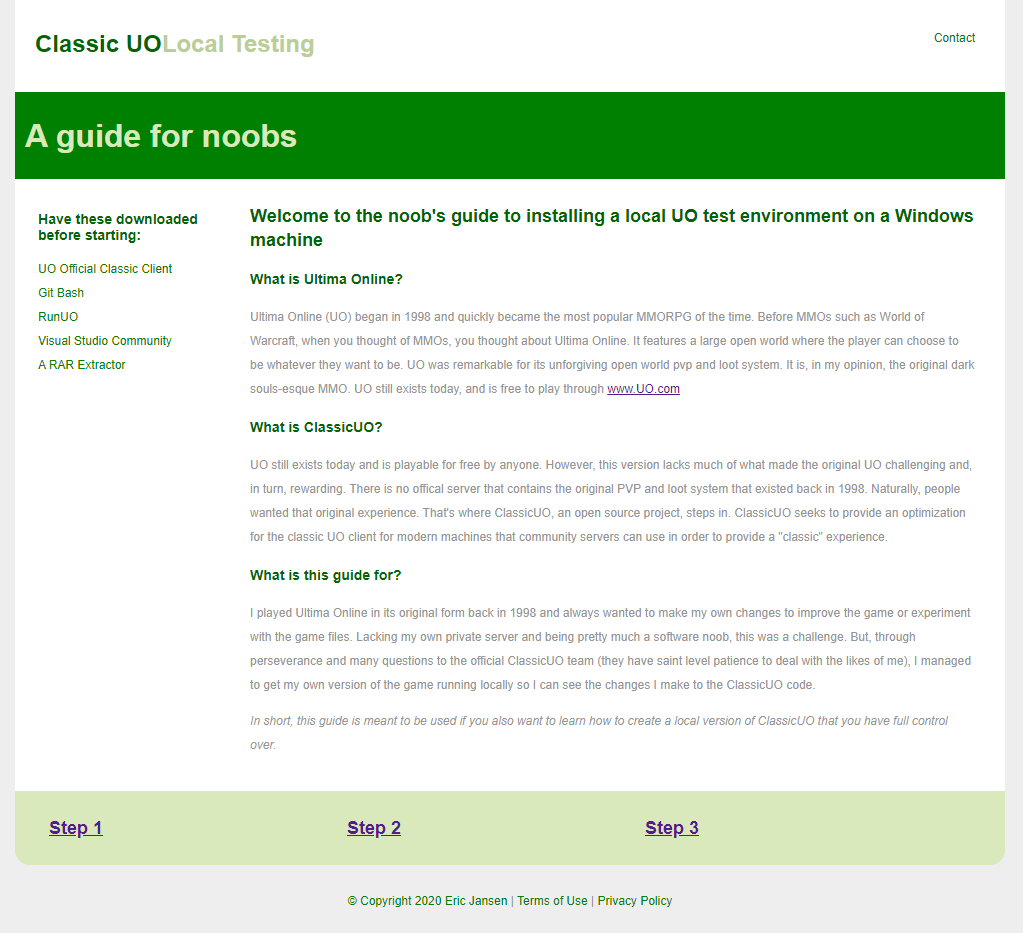 Classic UOLocal Testing
Contact
A guide for noobs
Have these downloaded
before starting:
UO Official Classic Client
Git Bash
RunUO
Visual Studio Community
A RAR Extractor
Welcome to the noob's guide to installing a local UO test environment on a Windows
machine
What is Ultima Online?
Ultima Online (UO) began in 1998 and quickly became the most popular MMORPG of the time. Before MMOs such as World of
Warcraft, when you thought of MMOs, you thought about Ultima Online. It features a large open world where the player can choose to
be whatever they want to be. UO was remarkable for its unforgiving open world pvp and loot system. It is, in my opinion, the original dark
souls-esque MMO. UO still exists today, and is free to play through www.UO.com
What is ClassicUO?
UO still exists today and is playable for free by anyone. However, this version lacks much of what made the original UO challenging and,
in turn, rewarding. There is no offical server that contains the original PVP and loot system that existed back in 1998. Naturally, people
wanted that original experience. That's where ClassicUO, an open source project, steps in. ClassicUO seeks to provide an optimization
for the classic UO client for modern machines that community servers can use in order to provide a "classic" experience.
What is this guide for?
I played Ultima Online in its original form back in 1998 and always wanted to make my own changes to improve the game or experiment
with the game files. Lacking my own private server and being pretty much a software noob, this was a challenge. But, through
perseverance and many questions to the official ClassicUO team (they have saint level patience to deal with the likes of me), I managed
to get my own version of the game running locally so I can see the changes I make to the ClassicUO code.
In short, this guide is meant to be used if you also want to learn how to create a local version of ClassicUO that you have full control
over.
Step 1
Step 2
Step 3
© Copyright 2020 Eric Jansen | Terms of Use | Privacy Policy